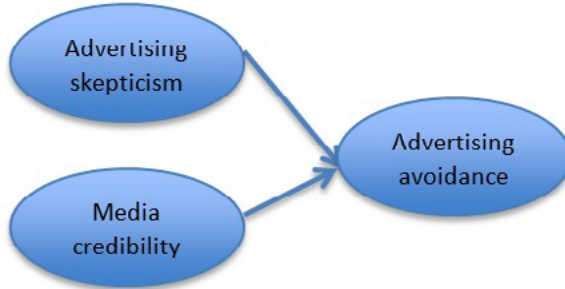 Advertising
skepticism
Advertising
avoidance
Media
credibility